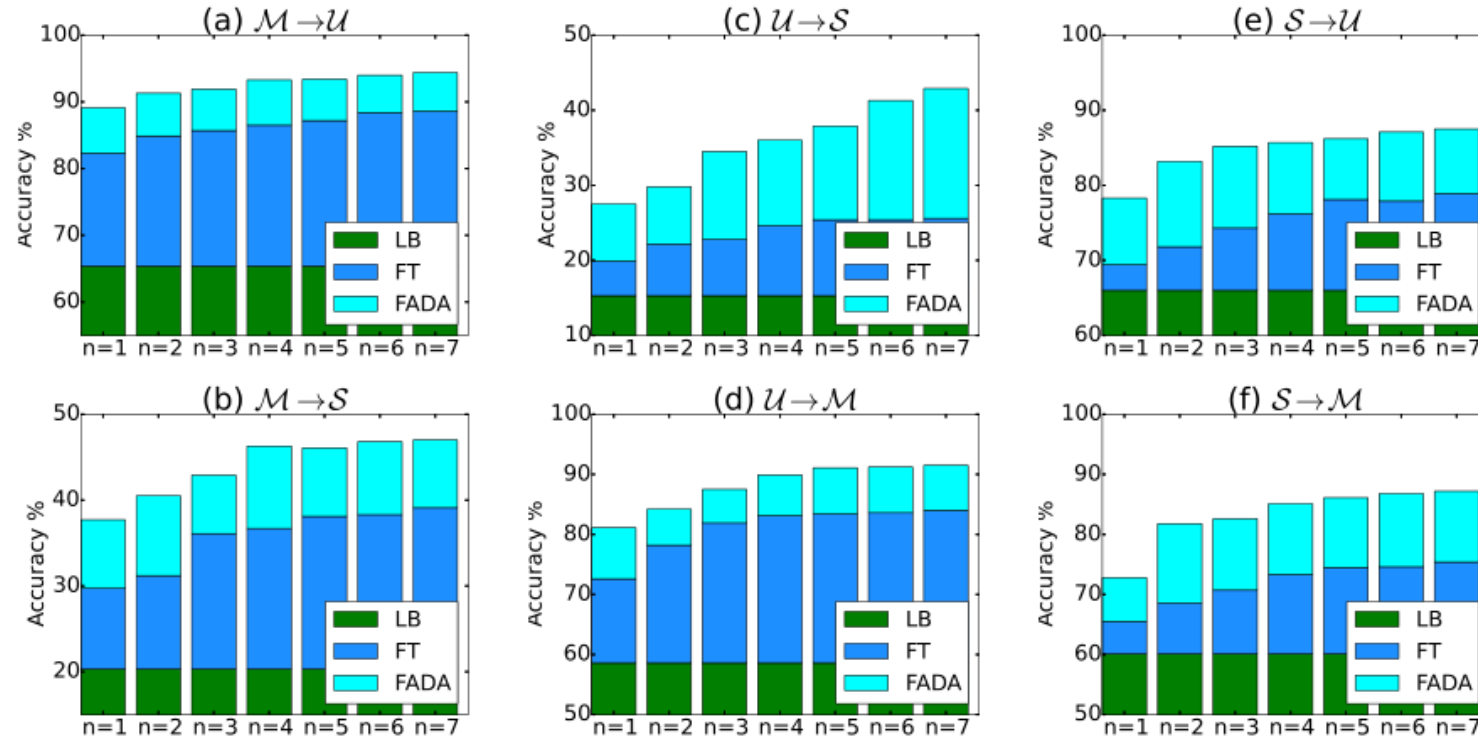 (a) ℳ→𝒰
100
90
80
70
60
Accuracy %
LB
FT
FADA
n=1 n=2 n=3 n=4 n=5 n=6 n=7
(c) 𝒰→𝒮
50
40
30
20
10
Accuracy %
LB
FT
FADA
n=1 n=2 n=3 n=4 n=5 n=6 n=7
(e) 𝒮→𝒰
100
90
80
70
60
Accuracy %
LB
FT
FADA
n=1 n=2 n=3 n=4 n=5 n=6 n=7
(b) ℳ→𝒮
50
40
30
20
Accuracy %
LB
FT
FADA
n=1 n=2 n=3 n=4 n=5 n=6 n=7
(d) 𝒰→ℳ
100
90
80
70
60
50
Accuracy %
LB
FT
FADA
n=1 n=2 n=3 n=4 n=5 n=6 n=7
(f) 𝒮→ℳ
100
90
80
70
60
50
Accuracy %
LB
FT
FADA
n=1 n=2 n=3 n=4 n=5 n=6 n=7